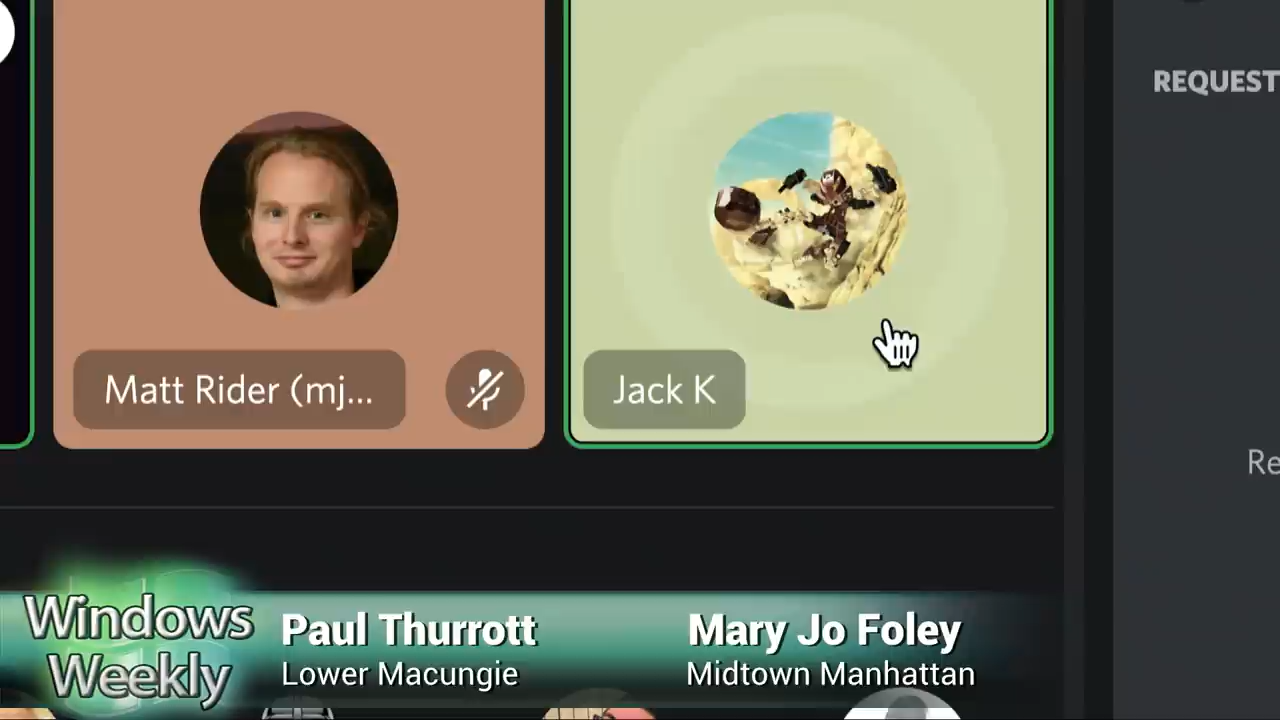 REQUEST
Matt Rider (mj...
Jack K
Re
Windows
Weekly
Paul Thurrott
Lower Macungie
Mary Jo Foley
Midtown Manhattan